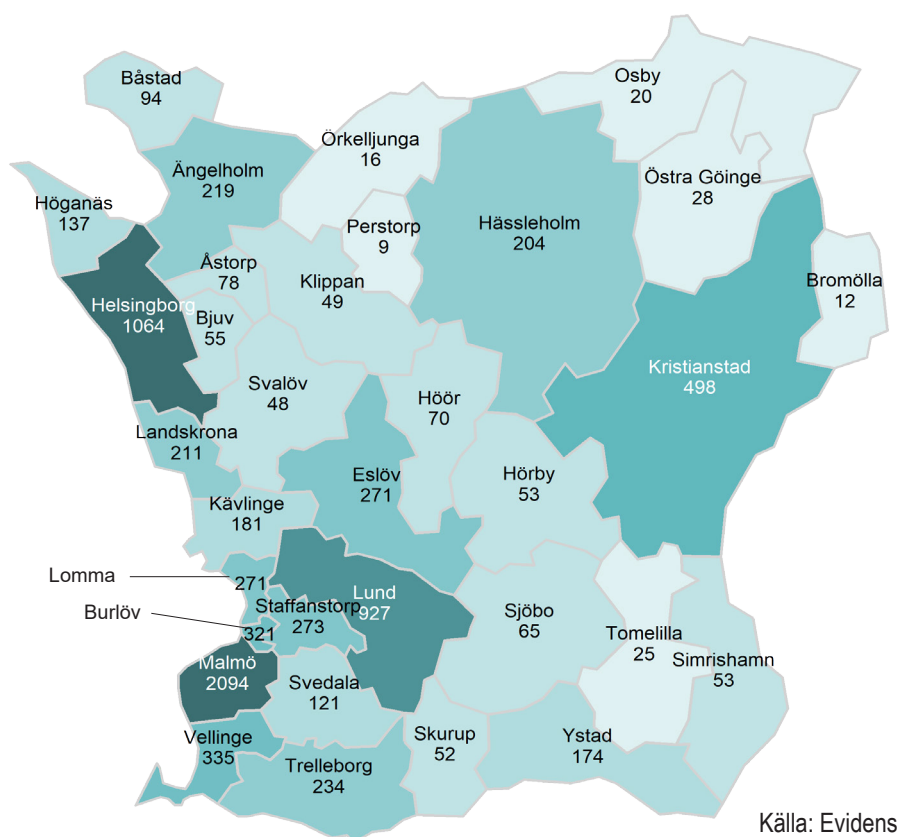 Båstad
94
Osby
20
Örkelljunga
16
Ängelholm
219
Östra Göinge
28
Höganäs
137
Perstorp
9
Hässleholm
204
Åstorp
78
Klippan
49
Bromölla
12
Helsingborg
1064
Bjuv
55
Kristianstad
498
Svalöv
48
Höör
70
Landskrona
211
Eslöv
271
Hörby
53
Kävlinge
181
Lomma
271
Lund
927
Staffanstorp
273
Burlöv
321
Sjöbo
65
Tomelilla
25
Malmö
2094
Simrishamn
53
Svedala
121
Vellinge
335
Skurup
52
Ystad
174
Trelleborg
234
Källa: Evidens